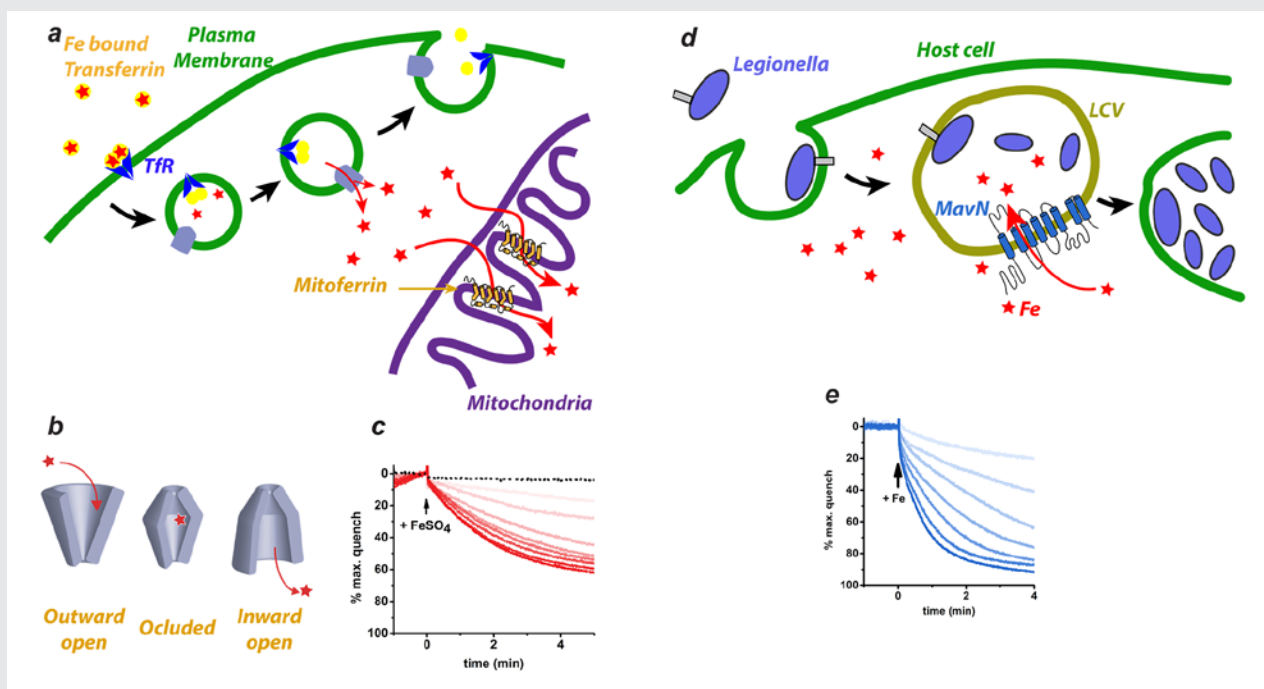 a
Fe bound
Transferrin
Plasma
Membrane
TfR
Mitoferrin
Mitochondria
b
Outward
open
Ocluded
Inward
open
c
0
20
40
60
80
100
% max. quench
+ FeSO4
0
2
4
time (min)
d
Legionella
Host cell
LCV
MavN
Fe
e
0
20
40
60
80
100
% max. quench
+ Fe
0
2
4
time (min)